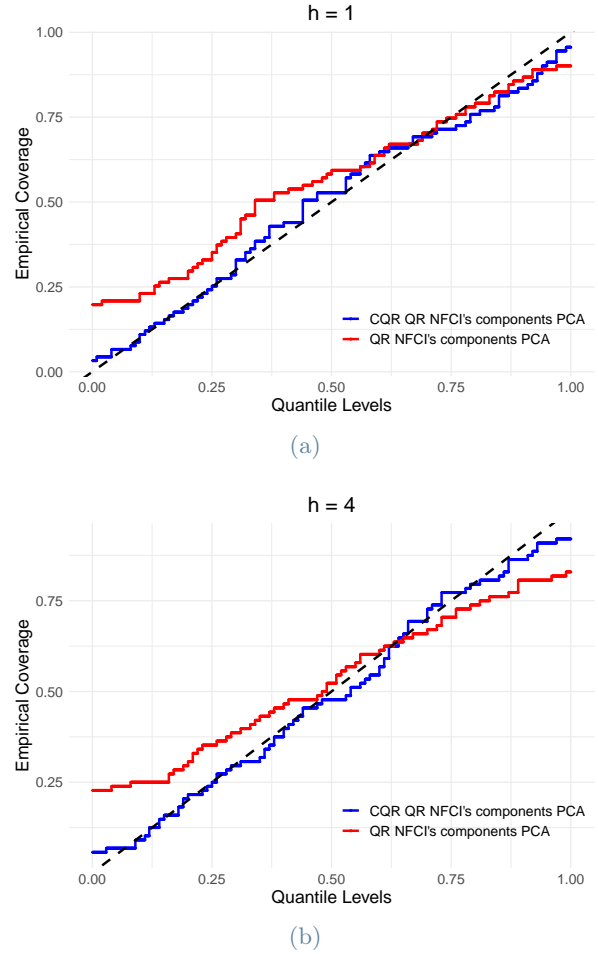 h = 1
1.00
0.75
0.50
0.25
0.00
Empirical Coverage
CQR QR NFCI's components PCA
QR NFCI's components PCA
0.00 0.25 0.50 0.75 1.00
Quantile Levels
(a)
h = 4
0.75
0.50
0.25
Empirical Coverage
CQR QR NFCI's components PCA
QR NFCI's components PCA
0.00 0.25 0.50 0.75 1.00
Quantile Levels
(b)